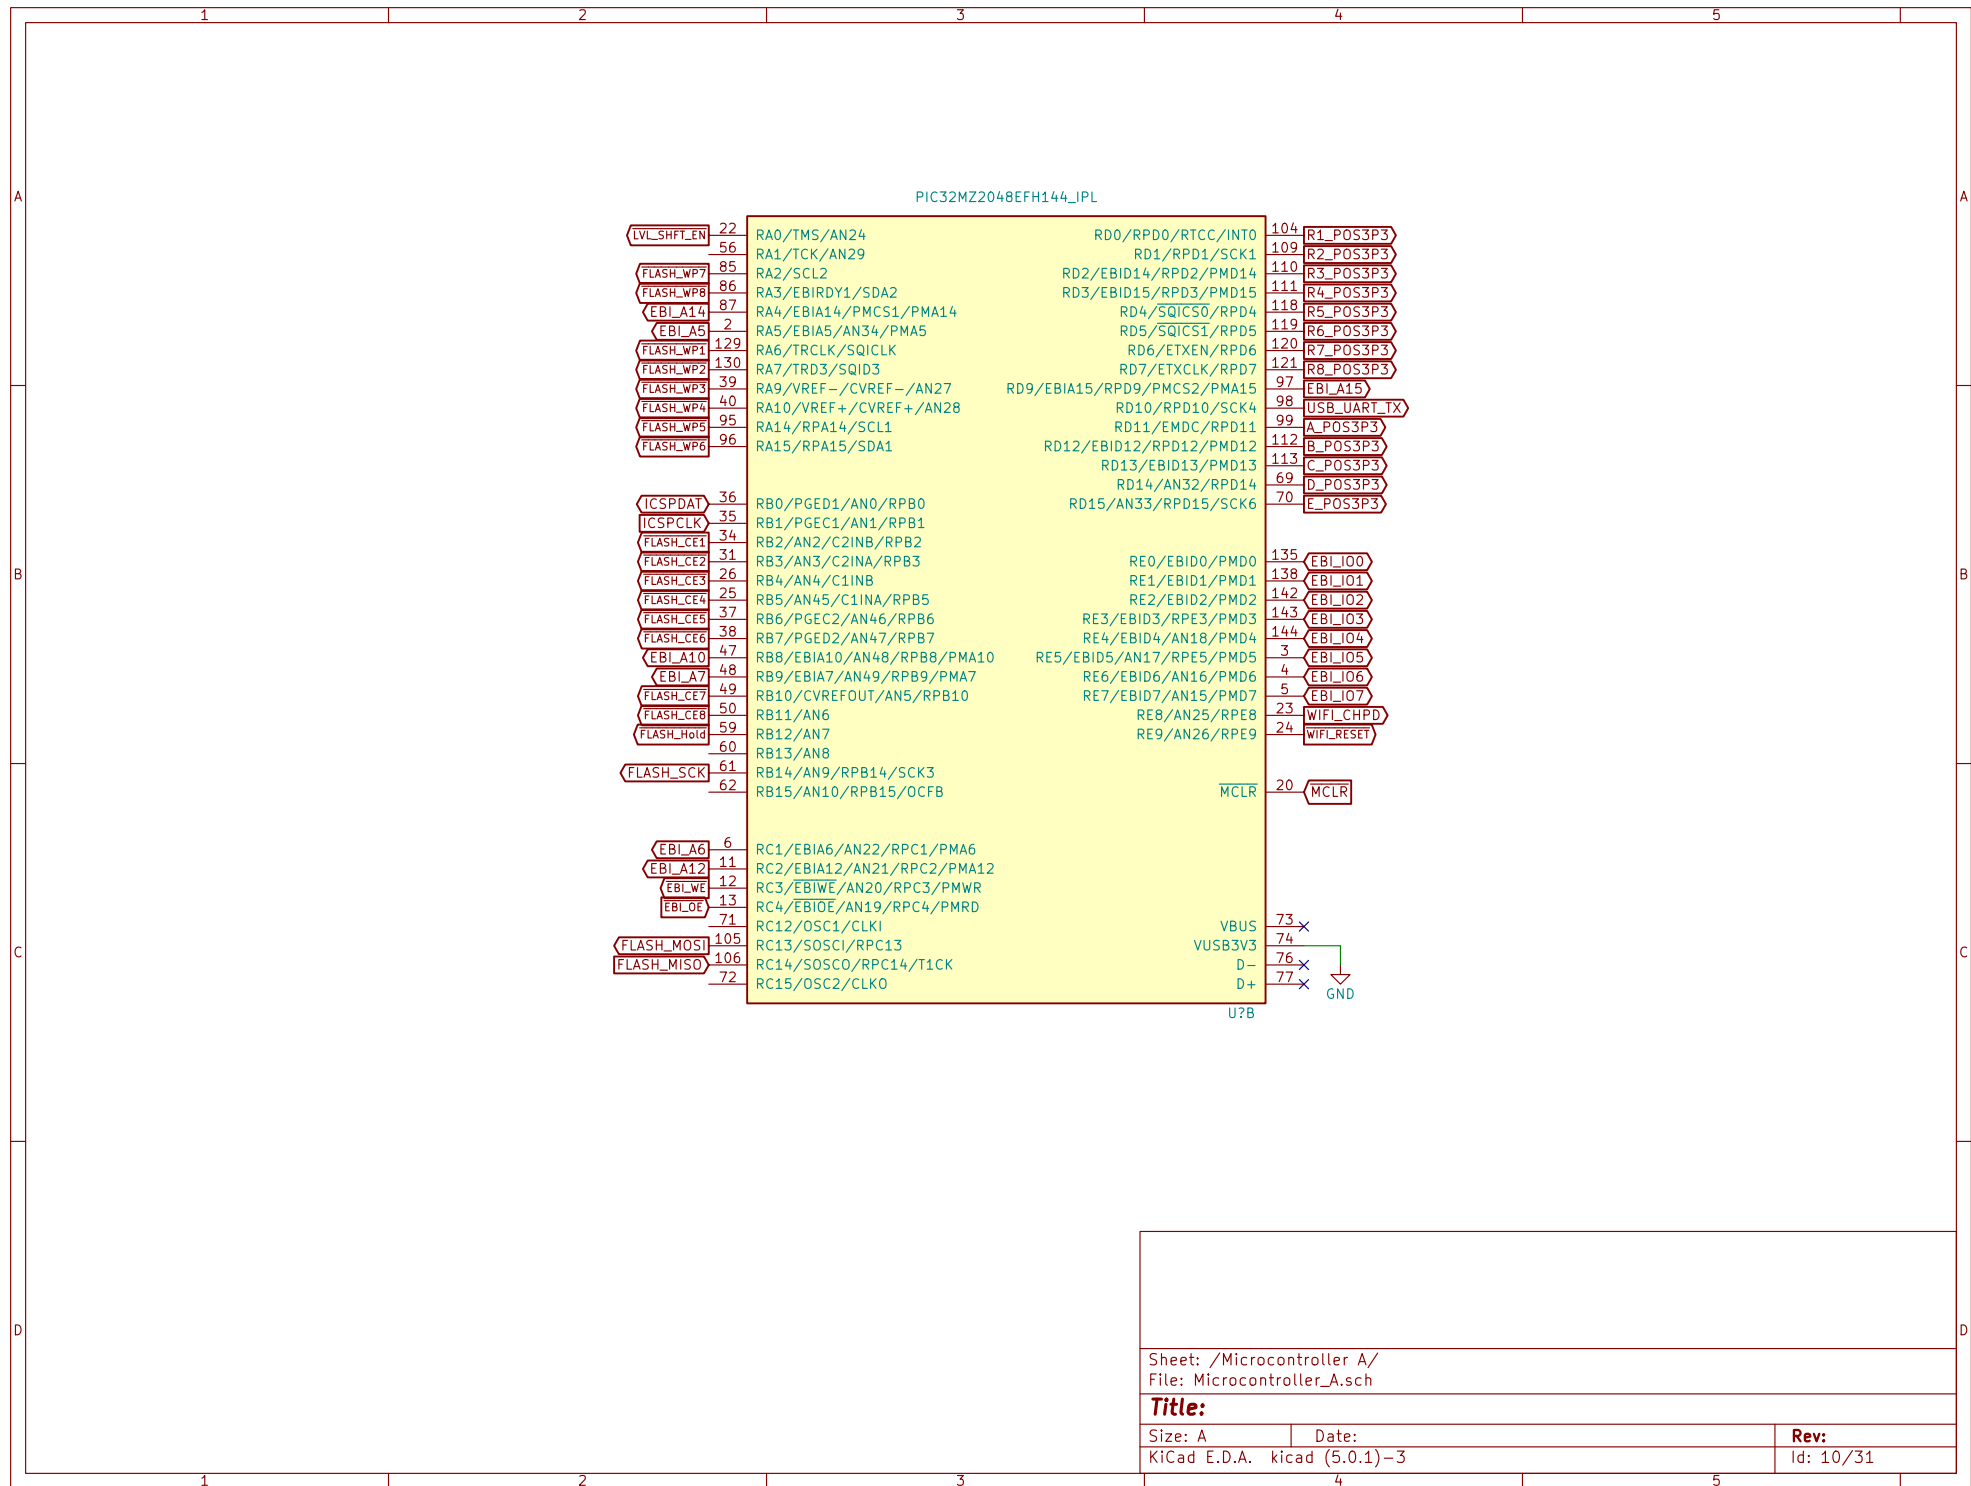 1 2 3 4 5
A A
B B
C C
D D
PIC32MZ2048EFH144_IPL
LVL_SHFT_EN 22 RA0/TMS/AN24
56 RA1/TCK/AN29
FLASH_WP7 85 RA2/SCL2
FLASH_WP8 86 RA3/EBIRDY1/SDA2
EBI_A14 87 RA4/EBIA14/PMCS1/PMA14
EBI_A5 2 RA5/EBIA5/AN34/PMA5
FLASH_WP1 129 RA6/TRCLK/SQICLK
FLASH_WP2 130 RA7/TRD3/SQID3
FLASH_WP3 39 RA9/VREF-/CVREF-/AN27
FLASH_WP4 40 RA10/VREF+/CVREF+/AN28
FLASH_WP5 95 RA14/RPA14/SCL1
FLASH_WP6 96 RA15/RPA15/SDA1
ICSPDAT 36 RB0/PGED1/AN0/RPB0
ICSPCLK 35 RB1/PGEC1/AN1/RPB1
FLASH_CE1 34 RB2/AN2/C2INB/RPB2
FLASH_CE2 31 RB3/AN3/C2INA/RPB3
FLASH_CE3 26 RB4/AN4/C1INB
FLASH_CE4 25 RB5/AN45/C1INA/RPB5
FLASH_CE5 37 RB6/PGEC2/AN46/RPB6
FLASH_CE6 38 RB7/PGED2/AN47/RPB7
EBI_A10 47 RB8/EBIA10/AN48/RPB8/PMA10
EBI_A7 48 RB9/EBIA7/AN49/RPB9/PMA7
FLASH_CE7 49 RB10/CVREFOUT/AN5/RPB10
FLASH_CE8 50 RB11/AN6
FLASH_Hold 59 RB12/AN7
60 RB13/AN8
FLASH_SCK 61 RB14/AN9/RPB14/SCK3
62 RB15/AN10/RPB15/OCFB
EBI_A6 6 RC1/EBIA6/AN22/RPC1/PMA6
EBI_A12 11 RC2/EBIA12/AN21/RPC2/PMA12
EBI_WE 12 RC3/EBIWE/AN20/RPC3/PMWR
EBI_OE 13 RC4/EBIOE/AN19/RPC4/PMRD
71 RC12/OSC1/CLKI
FLASH_MOSI 105 RC13/SOSCI/RPC13
FLASH_MISO 106 RC14/SOSCO/RPC14/T1CK
72 RC15/OSC2/CLKO
RD0/RPD0/RTCC/INT0 104 R1_POS3P3
RD1/RPD1/SCK1 109 R2_POS3P3
RD2/EBID14/RPD2/PMD14 110 R3_POS3P3
RD3/EBID15/RPD3/PMD15 111 R4_POS3P3
RD4/SQICS0/RPD4 118 R5_POS3P3
RD5/SQICS1/RPD5 119 R6_POS3P3
RD6/ETXEN/RPD6 120 R7_POS3P3
RD7/ETXCLK/RPD7 121 R8_POS3P3
RD9/EBIA15/RPD9/PMCS2/PMA15 97 EBI_A15
RD10/RPD10/SCK4 98 USB_UART_TX
RD11/EMDC/RPD11 99 A_POS3P3
RD12/EBID12/RPD12/PMD12 112 B_POS3P3
RD13/EBID13/PMD13 113 C_POS3P3
RD14/AN32/RPD14 69 D_POS3P3
RD15/AN33/RPD15/SCK6 70 E_POS3P3
RE0/EBID0/PMD0 135 EBI_IO0
RE1/EBID1/PMD1 138 EBI_IO1
RE2/EBID2/PMD2 142 EBI_IO2
RE3/EBID3/RPE3/PMD3 143 EBI_IO3
RE4/EBID4/AN18/PMD4 144 EBI_IO4
RE5/EBID5/AN17/RPE5/PMD5 3 EBI_IO5
RE6/EBID6/AN16/PMD6 4 EBI_IO6
RE7/EBID7/AN15/PMD7 5 EBI_IO7
RE8/AN25/RPE8 23 WIFI_CHPD
RE9/AN26/RPE9 24 WIFI_RESET
MCLR 20 MCLR
VBUS 73
VUSB3V3 74
D- 76
D+ 77
GND
U?B
Sheet: /Microcontroller A/
File: Microcontroller_A.sch
Title:
Size: A Date: Rev:
KiCad E.D.A. kicad (5.0.1)-3 Id: 10/31
1 2 3 4 5